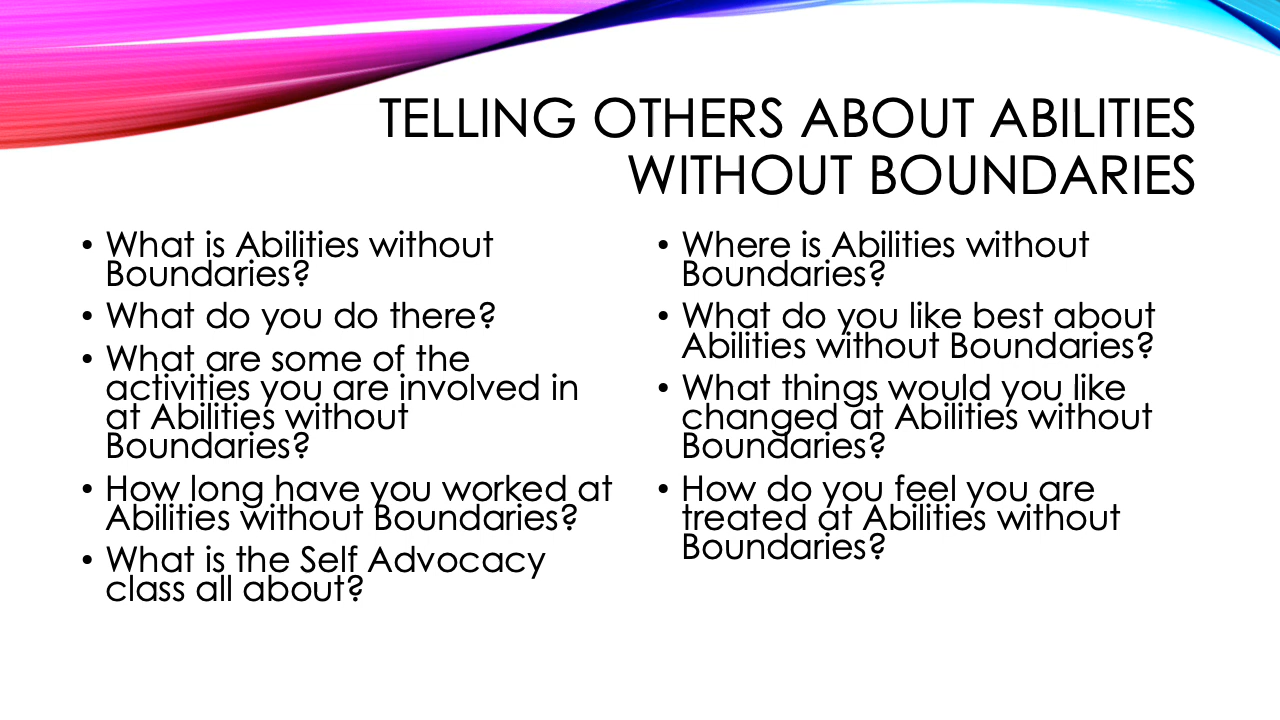 TELLING OTHERS ABOUT ABILITIES
WITHOUT BOUNDARIES
• What is Abilities without
Boundaries?
• What do you do there?
• What are some of the
activities you are involved in
at Abilities without
Boundaries?
• How long have you worked at
Abilities without Boundaries?
• What is the Self Advocacy
class all about?
• Where is Abilities without
Boundaries?
• What do you like best about
Abilities without Boundaries?
• What things would you like
changed at Abilities without
Boundaries?
• How do you feel you are
treated at Abilities without
Boundaries?